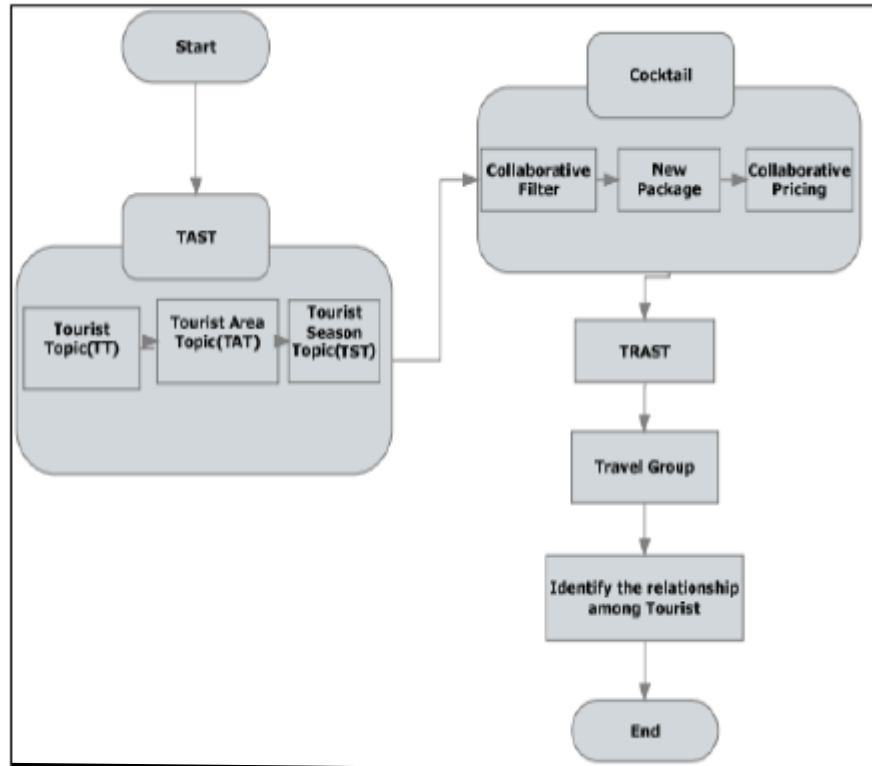 Start
TAST
Tourist
Topic(TT)
Tourist Area
Topic(TAT)
Tourist
Season
Topic(TST)
Cocktail
Collaborative
Filter
New
Package
Collaborative
Pricing
TRAST
Travel Group
Identify the relationship
among Tourist
End